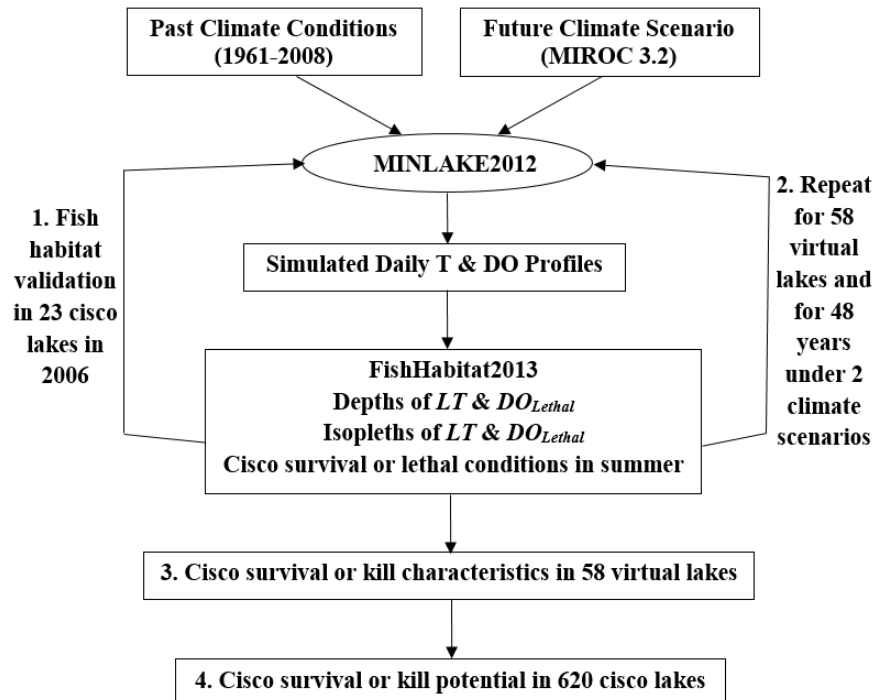 Past Climate Conditions
(1961-2008)
Future Climate Scenario
(MIROC 3.2)
MINLAKE2012
1. Fish
habitat
validation
in 23 cisco
lakes in
2006
2. Repeat
for 58
virtual
lakes and
for 48
years
under 2
climate
scenarios
Simulated Daily T & DO Profiles
FishHabitat2013
Depths of LT & DOLethal
Isopleths of LT & DOLethal
Cisco survival or lethal conditions in summer
3. Cisco survival or kill characteristics in 58 virtual lakes
4. Cisco survival or kill potential in 620 cisco lakes